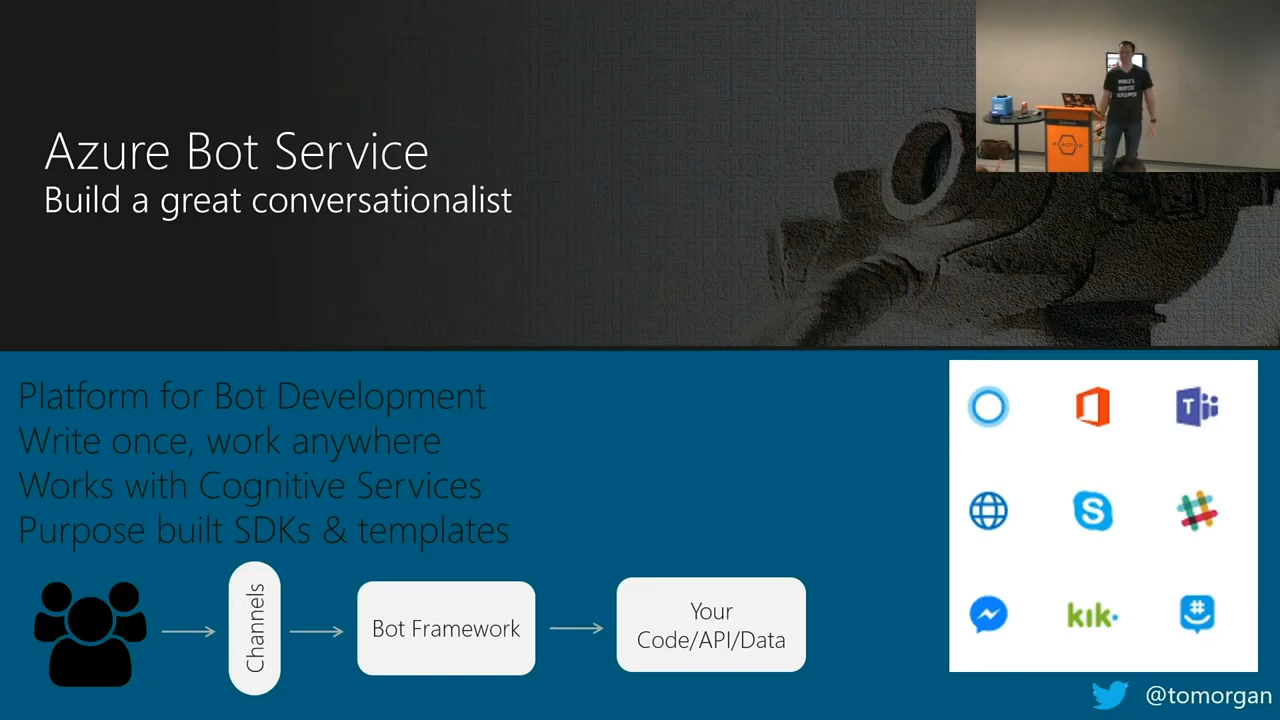 Azure Bot Service
Build a great conversationalist
Platform for Bot Development
Write once, work anywhere
Works with Cognitive Services
Purpose built SDKs & templates
Channels
Bot Framework
Your
Code/API/Data
T
S
kik
#
@tomorgan